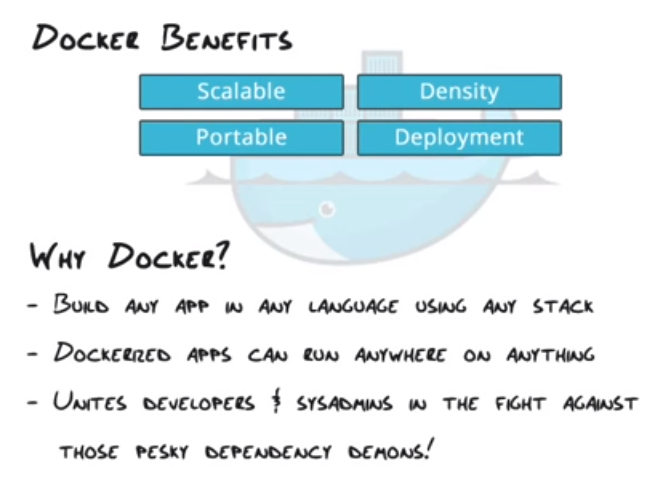 Docker Benefits
Scalable Density
Portable Deployment
Why Docker?
- Build any app in any language using any stack
- Dockerized apps can run anywhere on anything
- Unites developers & sysadmins in the fight against
those pesky dependency demons!